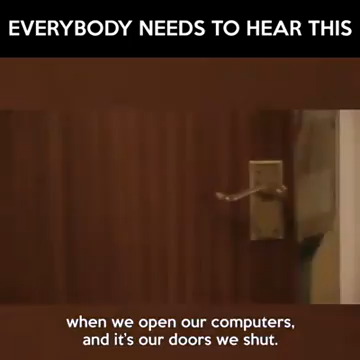 EVERYBODY NEEDS TO HEAR THIS
when we open our computers,
and it's our doors we shut.